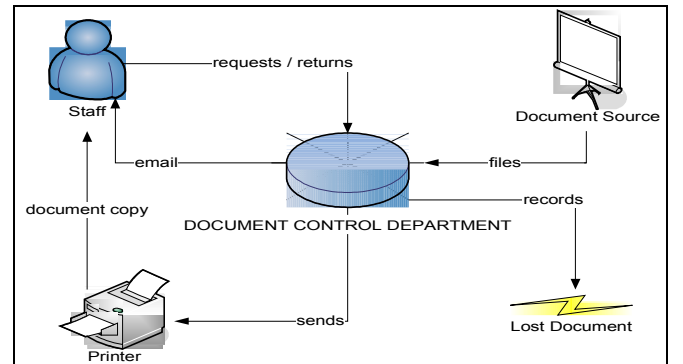 requests / returns
Staff
Document Source
email
files
document copy
records
DOCUMENT CONTROL DEPARTMENT
sends
Lost Document
Printer